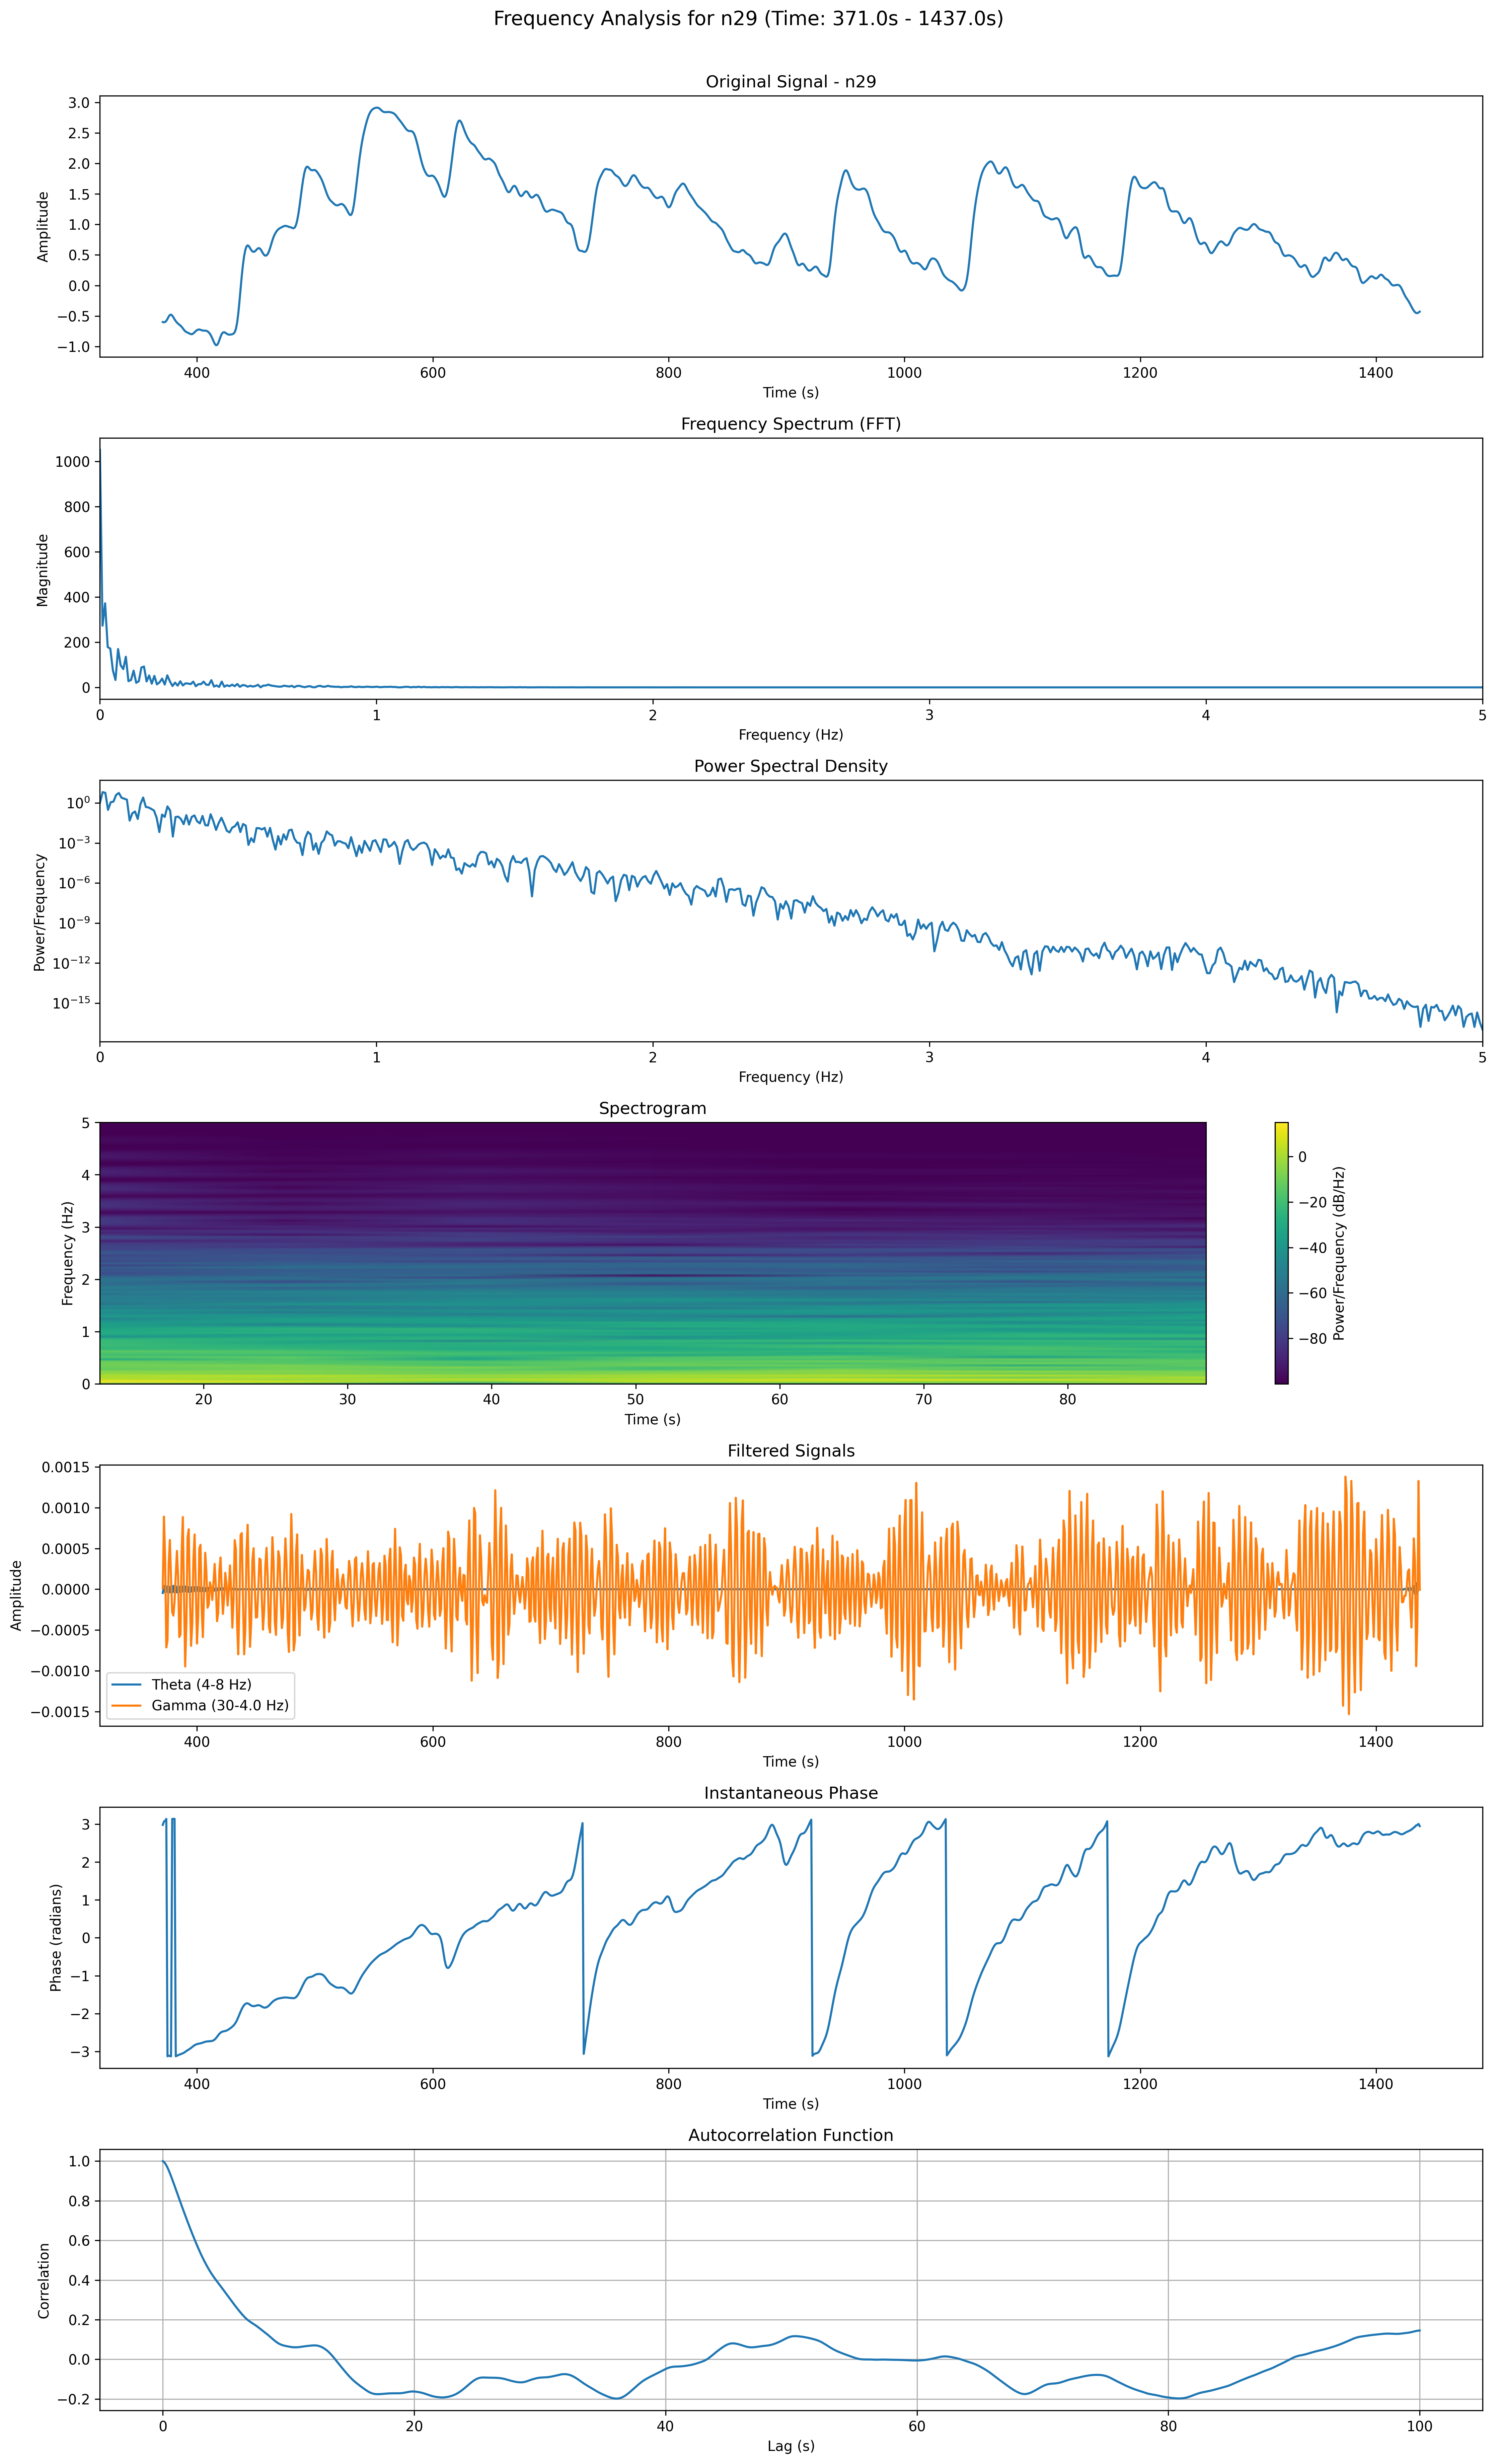 Frequency Analysis for n29 (Time: 371.0s - 1437.0s)
Original Signal - n29
Amplitude
3.0
2.5
2.0
1.5
1.0
0.5
0.0
−0.5
−1.0
400 600 800 1000 1200 1400
Time (s)
Frequency Spectrum (FFT)
Magnitude
1000
800
600
400
200
0
0 1 2 3 4 5
Frequency (Hz)
Power Spectral Density
Power/Frequency
10⁰
10⁻³
10⁻⁶
10⁻⁹
10⁻¹²
10⁻¹⁵
0 1 2 3 4 5
Frequency (Hz)
Spectrogram
Frequency (Hz)
5
4
3
2
1
0
20 30 40 50 60 70 80
Time (s)
0
−20
−40
−60
−80
Power/Frequency (dB/Hz)
Filtered Signals
Amplitude
0.0015
0.0010
0.0005
0.0000
−0.0005
−0.0010
−0.0015
Theta (4-8 Hz)
Gamma (30-4.0 Hz)
400 600 800 1000 1200 1400
Time (s)
Instantaneous Phase
Phase (radians)
3
2
1
0
−1
−2
−3
400 600 800 1000 1200 1400
Time (s)
Autocorrelation Function
Correlation
1.0
0.8
0.6
0.4
0.2
0.0
−0.2
0 20 40 60 80 100
Lag (s)